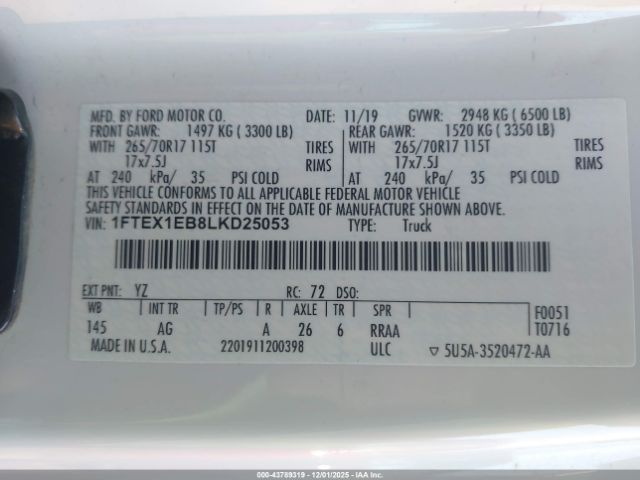 MFD. BY FORD MOTOR CO. DATE: 11/19 GVWR: 2948 KG ( 6500 LB)
FRONT GAWR: 1497 KG ( 3300 LB) REAR GAWR: 1520 KG ( 3350 LB)
WITH 265/70R17 115T TIRES WITH 265/70R17 115T TIRES
17x7.5J RIMS 17x7.5J RIMS
AT 240 kPa/ 35 PSI COLD AT 240 kPa/ 35 PSI COLD
THIS VEHICLE CONFORMS TO ALL APPLICABLE FEDERAL MOTOR VEHICLE
SAFETY STANDARDS IN EFFECT ON THE DATE OF MANUFACTURE SHOWN ABOVE.
VIN: 1FTEX1EB8LKD25053 TYPE: Truck
EXT PNT: YZ RC: 72 DSO:
WB INT TR TP/PS R AXLE TR SPR F0051
145 AG A 26 6 RRAA T0716
MADE IN U.S.A. 2201911200398 ULC ▽ 5U5A-3520472-AA
000-43789319 | 12/01/2025 - IAA Inc.